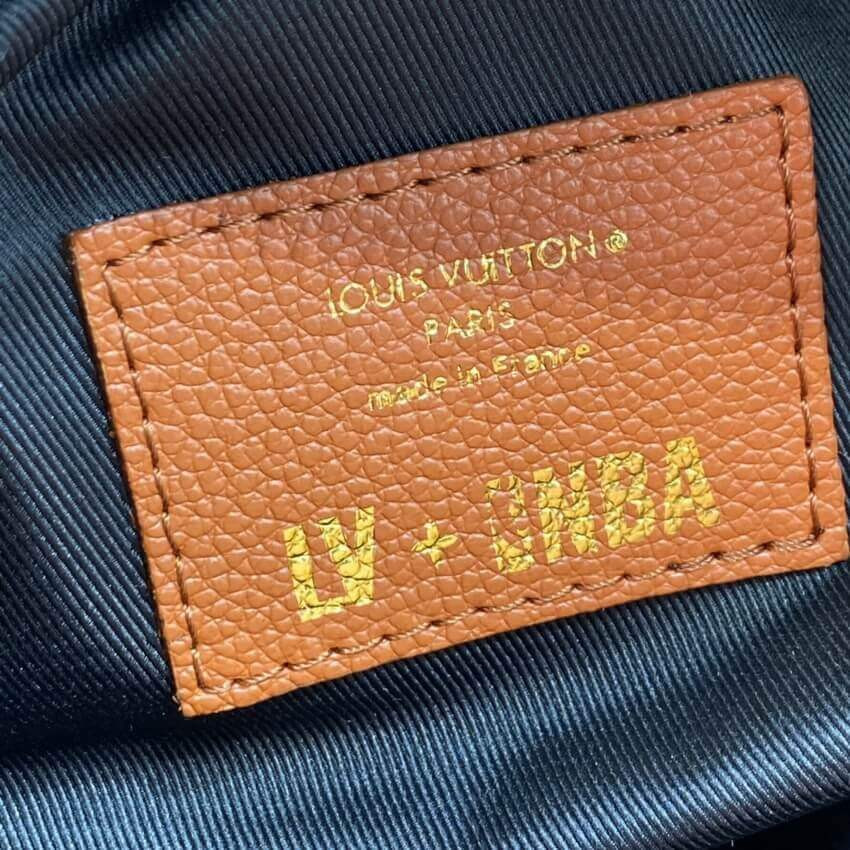 LOUIS VUITTON ®
PARIS
made in France
LV + NBA